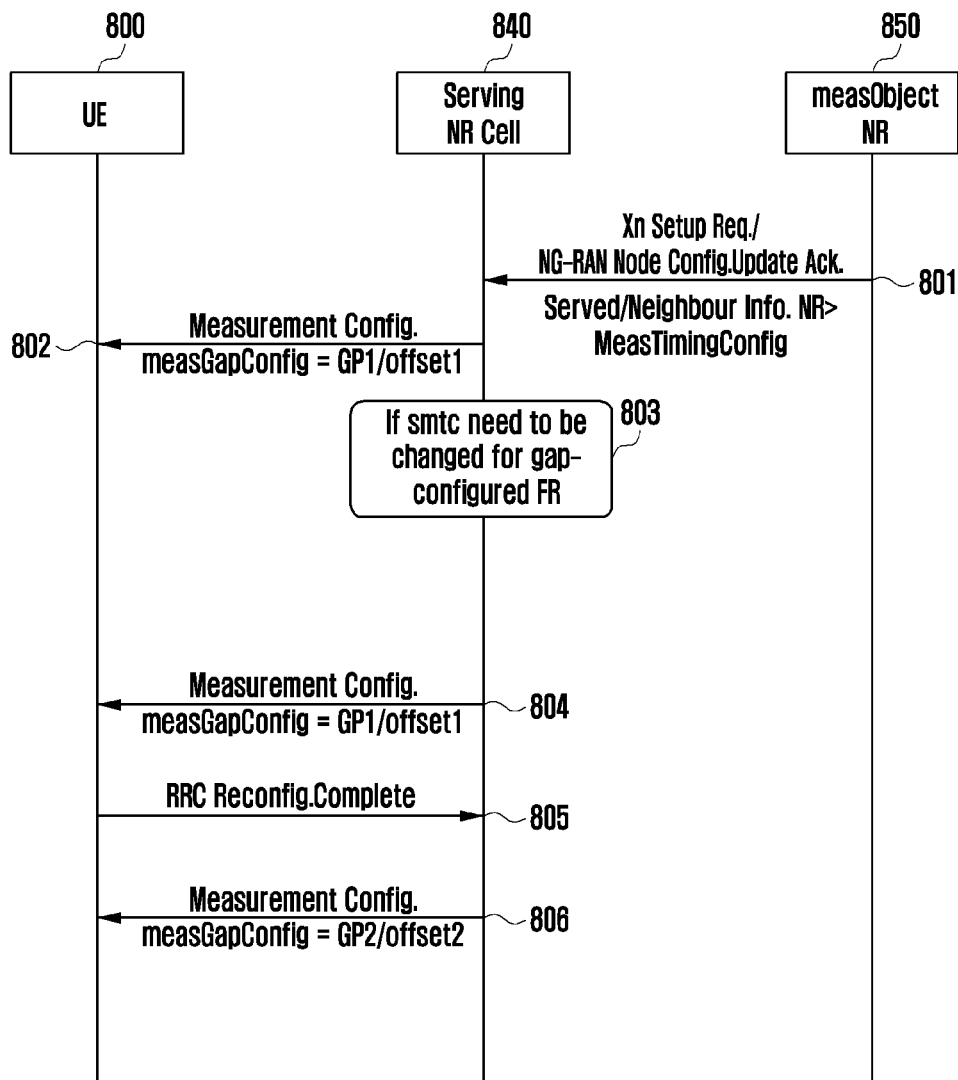 800
840
850
UE
Serving
NR Cell
measObject
NR
Xn Setup Req./
NG-RAN Node Config.Update Ack.
801
Served/Neighbour Info. NR>
MeasTimingConfig
802
Measurement Config.
measGapConfig = GP1/offset1
803
If smtc need to be
changed for gap-
configured FR
Measurement Config.
measGapConfig = GP1/offset1
804
RRC Reconfig.Complete
805
Measurement Config.
measGapConfig = GP2/offset2
806